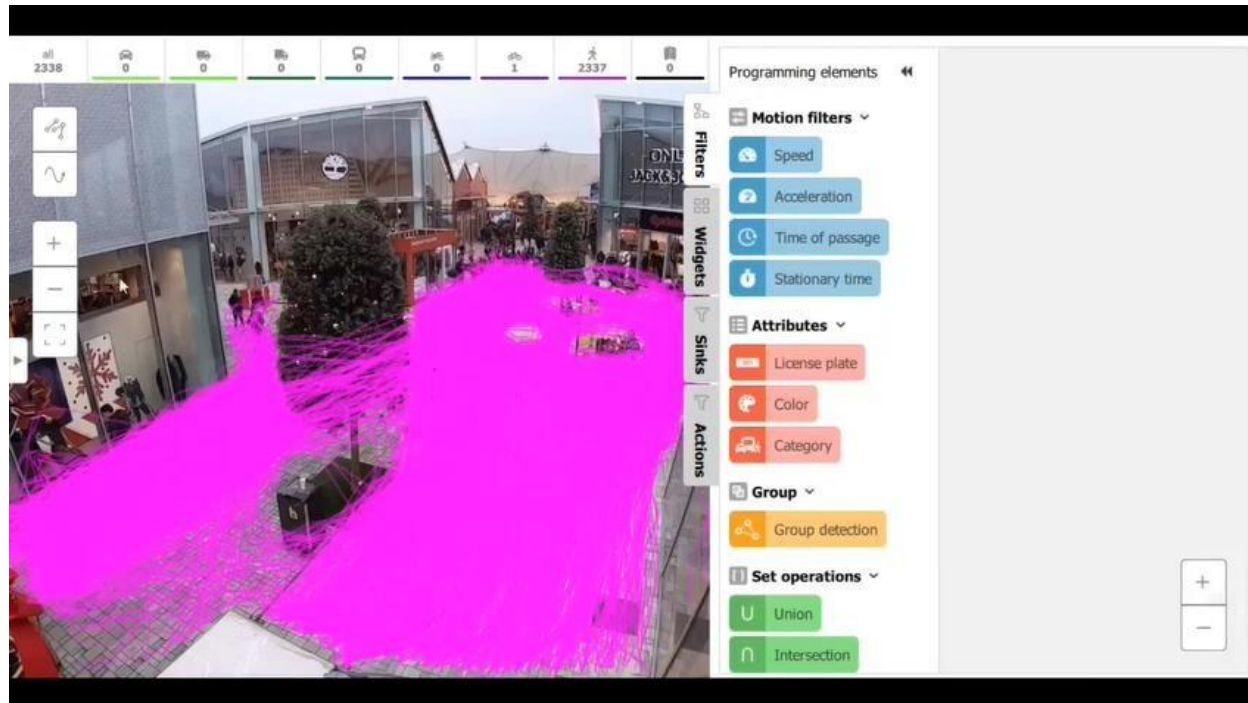 all
2338
0
0
0
0
0
1
2337
0
Programming elements
Filters
Widgets
Sinks
Actions
Motion filters
Speed
Acceleration
Time of passage
Stationary time
Attributes
License plate
Color
Category
Group
Group detection
Set operations
Union
Intersection
ONL
JACK&JO